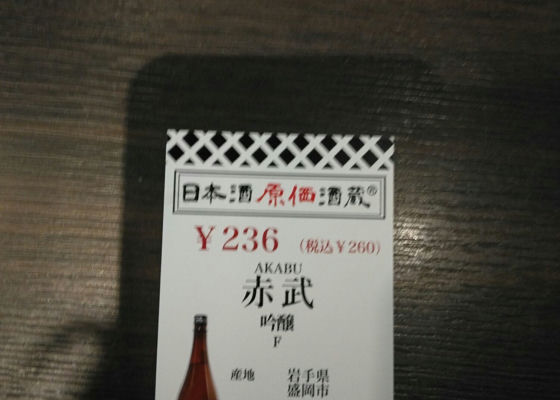 日本酒原価酒蔵®
￥236 (税込￥260)
AKABU
赤武
吟醸
F
産地 岩手県
盛岡市